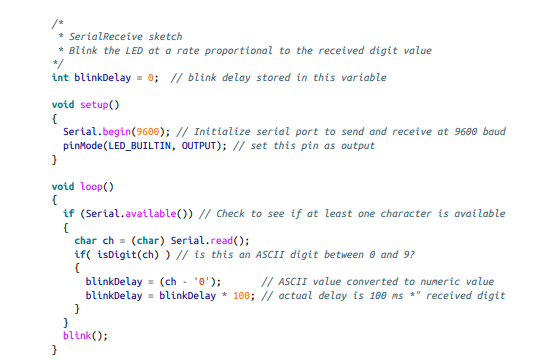 /*
 * SerialReceive sketch
 * Blink the LED at a rate proportional to the received digit value
*/
int blinkDelay = 0;  // blink delay stored in this variable

void setup()
{
  Serial.begin(9600); // Initialize serial port to send and receive at 9600 baud
  pinMode(LED_BUILTIN, OUTPUT); // set this pin as output
}

void loop()
{
  if (Serial.available()) // Check to see if at least one character is available
  {
    char ch = (char) Serial.read();
    if( isDigit(ch) ) // is this an ASCII digit between 0 and 9?
    {
      blinkDelay = (ch - '0');      // ASCII value converted to numeric value
      blinkDelay = blinkDelay * 100; // actual delay is 100 ms *" received digit
    }
  }
  blink();
}